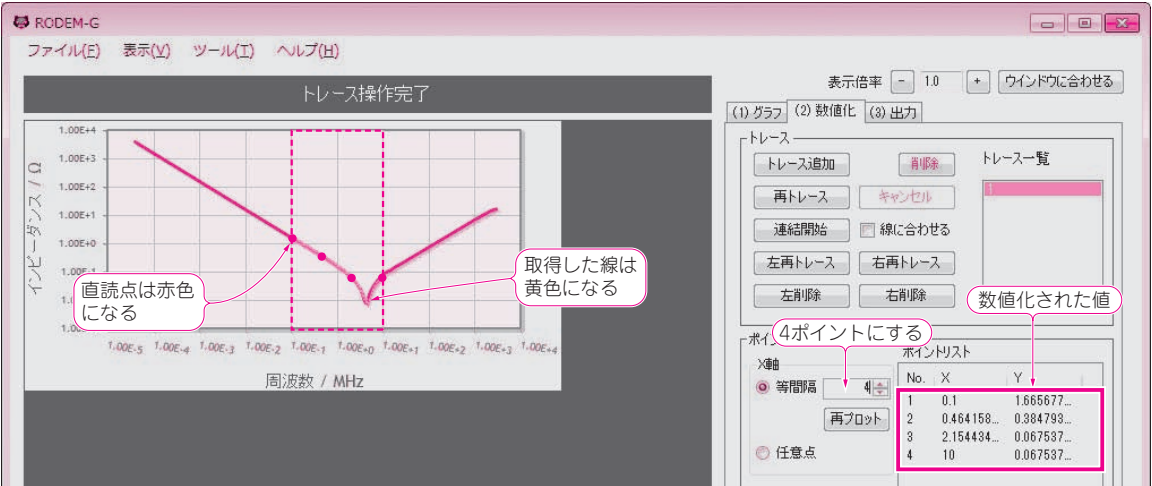 RODEM-G
ファイル(F) 表示(V) ツール(T) ヘルプ(H)
トレース操作完了
表示倍率 - 1.0 + ウインドウに合わせる
(1) グラフ (2) 数値化 (3) 出力
トレース
トレース追加 削除 トレース一覧
再トレース キャンセル 1
連結開始 線に合わせる
左再トレース 右再トレース
左削除 右削除
インピーダンス / Ω
1.00E+4
1.00E+3
1.00E+2
1.00E+1
1.00E+0
1.00E-1
1.00E-5 1.00E-4 1.00E-3 1.00E-2 1.00E-1 1.00E+0 1.00E+1 1.00E+2 1.00E+3 1.00E+4
周波数 / MHz
直読点は赤色
になる
取得した線は
黄色になる
数値化された値
4ポイントにする
ポイントリスト
X軸
等間隔 4
再プロット
任意点
No. X Y
1 0.1 1.665677...
2 0.464158... 0.384793...
3 2.154434... 0.067537...
4 10 0.067537...